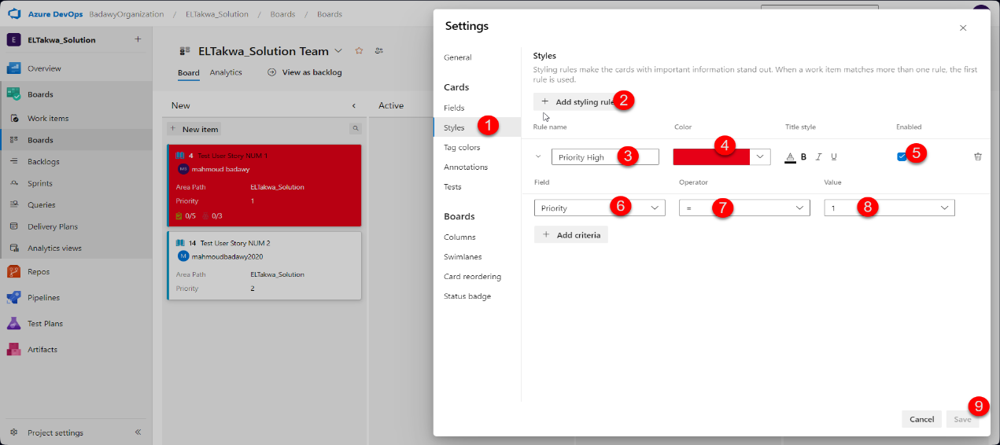 Azure DevOps BadawyOrganization / ELTakwa_Solution / Boards / Boards
E ELTakwa_Solution
Overview
Boards
Work items
Boards
Backlogs
Sprints
Queries
Delivery Plans
Analytics views
Repos
Pipelines
Test Plans
Artifacts
Project settings
ELTakwa_Solution Team
Board Analytics View as backlog
New
Active
New item
4 Test User Story NUM 1
mahmoud badawy
Area Path ELTakwa_Solution
Priority 1
0/5 0/3
14 Test User Story NUM 2
M mahmoudbadawy2020
Area Path ELTakwa_Solution
Priority 2
Settings
General
Cards
Fields
Styles 1
Tag colors
Annotations
Tests
Boards
Columns
Swimlanes
Card reordering
Status badge
Styles
Styling rules make the cards with important information stand out. When a work item matches more than one rule, the first
rule is used.
+ Add styling rule 2
Rule name Color Title style Enabled
Priority High 3 4 A B I U 5
Field Operator Value
Priority 6 = 7 1 8
+ Add criteria
9
Cancel Save